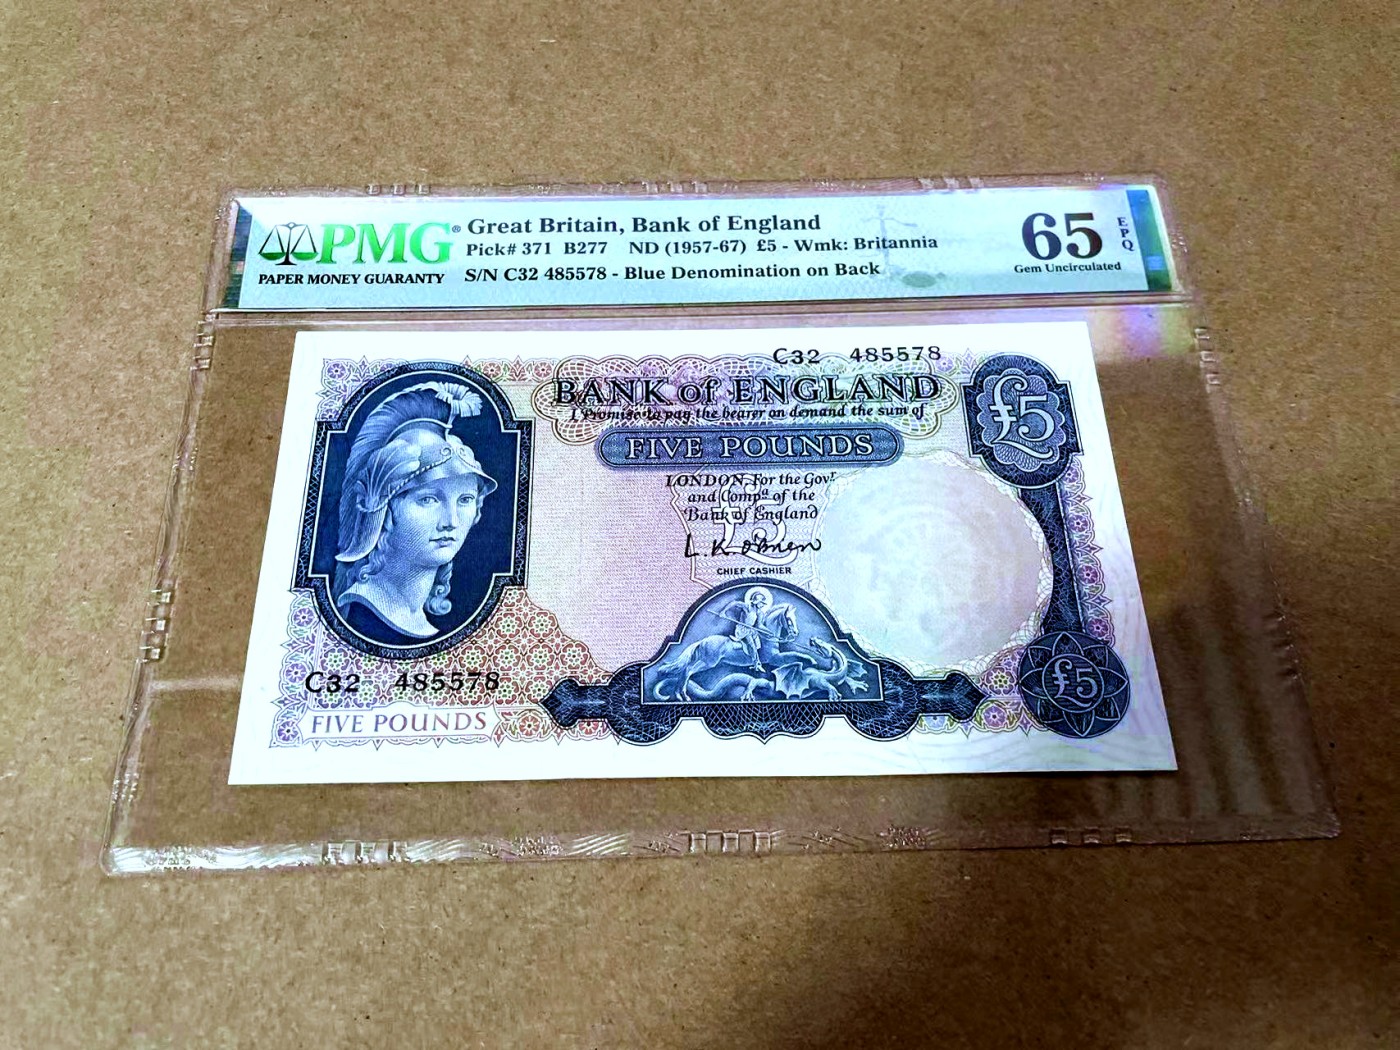 PMG®
PAPER MONEY GUARANTY
Great Britain, Bank of England
Pick# 371 B277 ND (1957-67) £5 - Wmk: Britannia
S/N C32 485578 - Blue Denomination on Back
65
EPQ
Gem Uncirculated
C32 485578
BANK of ENGLAND
I Promise to pay the bearer on demand the sum of
FIVE POUNDS
£5
LONDON, For the Govr
and Compa of the
Bank of England
£5
L. K. O'Brien
CHIEF CASHIER
C32 485578
FIVE POUNDS
£5